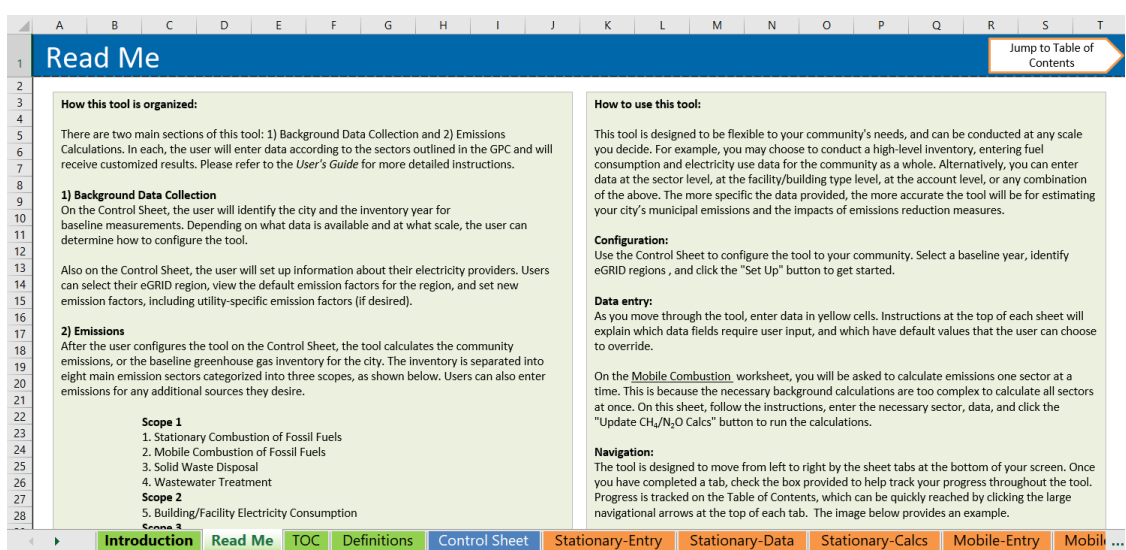 A B C D E F G H I J K L M N O P Q R S T
1 Read Me
Jump to Table of
Contents
2
3
4
5
6
7
8
9
10
11
12
13
14
15
16
17
18
19
20
21
22
23
24
25
26
27
28
How this tool is organized:
There are two main sections of this tool: 1) Background Data Collection and 2) Emissions
Calculations. In each, the user will enter data according to the sectors outlined in the GPC and will
receive customized results. Please refer to the User's Guide for more detailed instructions.
1) Background Data Collection
On the Control Sheet, the user will identify the city and the inventory year for
baseline measurements. Depending on what data is available and at what scale, the user can
determine how to configure the tool.
Also on the Control Sheet, the user will set up information about their electricity providers. Users
can select their eGRID region, view the default emission factors for the region, and set new
emission factors, including utility-specific emission factors (if desired).
2) Emissions
After the user configures the tool on the Control Sheet, the tool calculates the community
emissions, or the baseline greenhouse gas inventory for the city. The inventory is separated into
eight main emission sectors categorized into three scopes, as shown below. Users can also enter
emissions for any additional sources they desire.
Scope 1
1. Stationary Combustion of Fossil Fuels
2. Mobile Combustion of Fossil Fuels
3. Solid Waste Disposal
4. Wastewater Treatment
Scope 2
5. Building/Facility Electricity Consumption
Scope 3
How to use this tool:
This tool is designed to be flexible to your community's needs, and can be conducted at any scale
you decide. For example, you may choose to conduct a high-level inventory, entering fuel
consumption and electricity use data for the community as a whole. Alternatively, you can enter
data at the sector level, at the facility/building type level, at the account level, or any combination
of the above. The more specific the data provided, the more accurate the tool will be for estimating
your city's municipal emissions and the impacts of emissions reduction measures.
Configuration:
Use the Control Sheet to configure the tool to your community. Select a baseline year, identify
eGRID regions , and click the "Set Up" button to get started.
Data entry:
As you move through the tool, enter data in yellow cells. Instructions at the top of each sheet will
explain which data fields require user input, and which have default values that the user can choose
to override.
On the Mobile Combustion worksheet, you will be asked to calculate emissions one sector at a
time. This is because the necessary background calculations are too complex to calculate all sectors
at once. On this sheet, follow the instructions, enter the necessary sector, data, and click the
"Update CH₄/N₂O Calcs" button to run the calculations.
Navigation:
The tool is designed to move from left to right by the sheet tabs at the bottom of your screen. Once
you have completed a tab, check the box provided to help track your progress throughout the tool.
Progress is tracked on the Table of Contents, which can be quickly reached by clicking the large
navigational arrows at the top of each tab. The image below provides an example.
Introduction Read Me TOC Definitions Control Sheet Stationary-Entry Stationary-Data Stationary-Calcs Mobile-Entry Mobil ...